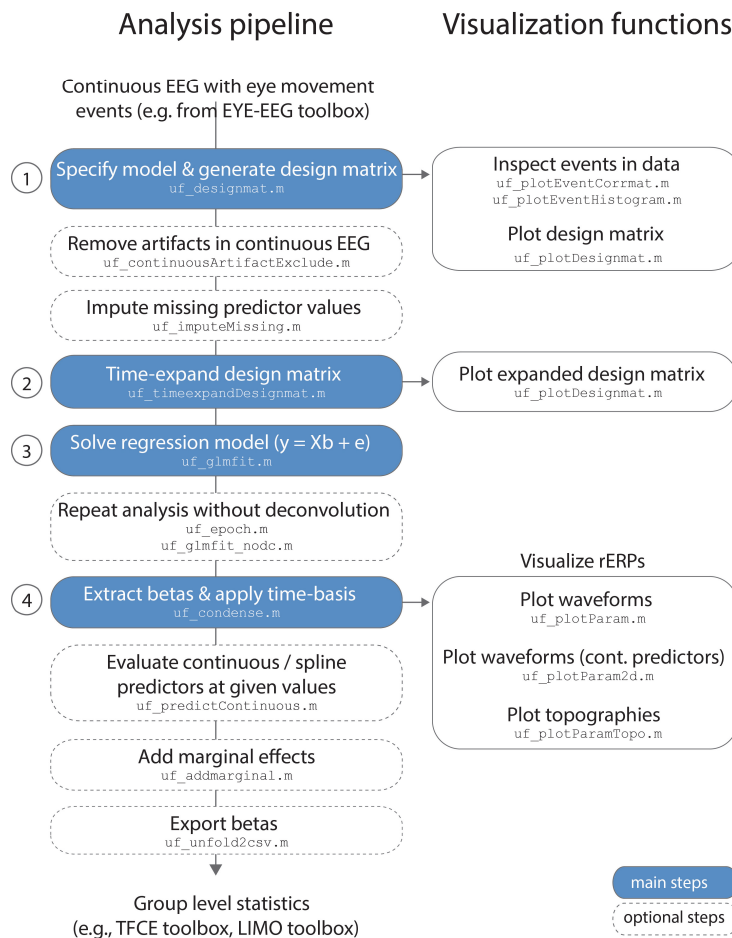 Analysis pipeline
Visualization functions
Continuous EEG with eye movement
events (e.g. from EYE-EEG toolbox)
1
Specify model & generate design matrix
uf_designmat.m
Inspect events in data
uf_plotEventCorrmat.m
uf_plotEventHistogram.m
Plot design matrix
uf_plotDesignmat.m
Remove artifacts in continuous EEG
uf_continuousArtifactExclude.m
Impute missing predictor values
uf_imputeMissing.m
2
Time-expand design matrix
uf_timeexpandDesignmat.m
Plot expanded design matrix
uf_plotDesignmat.m
3
Solve regression model (y = Xb + e)
uf_glmfit.m
Repeat analysis without deconvolution
uf_epoch.m
uf_glmfit_nodc.m
4
Extract betas & apply time-basis
uf_condense.m
Visualize rERPs
Plot waveforms
uf_plotParam.m
Plot waveforms (cont. predictors)
uf_plotParam2d.m
Plot topographies
uf_plotParamTopo.m
Evaluate continuous / spline
predictors at given values
uf_predictContinuous.m
Add marginal effects
uf_addmarginal.m
Export betas
uf_unfold2csv.m
Group level statistics
(e.g., TFCE toolbox, LIMO toolbox)
main steps
optional steps